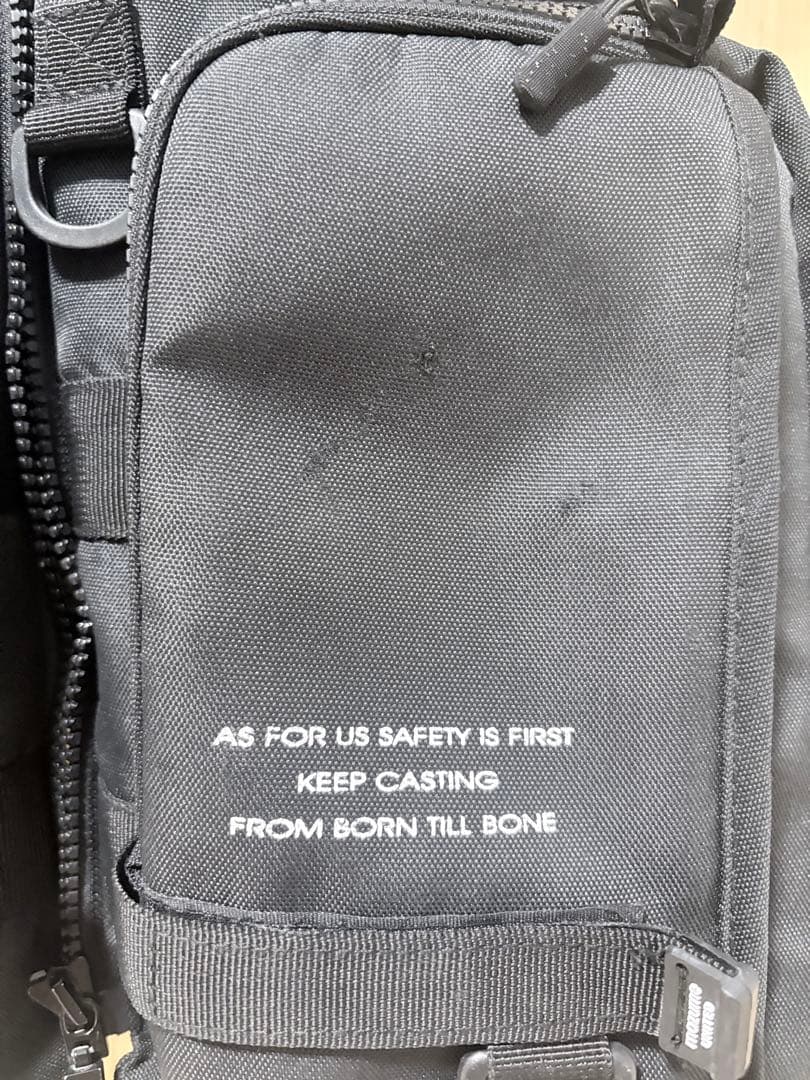 AS FOR US SAFETY IS FIRST
KEEP CASTING
FROM BORN TILL BONE